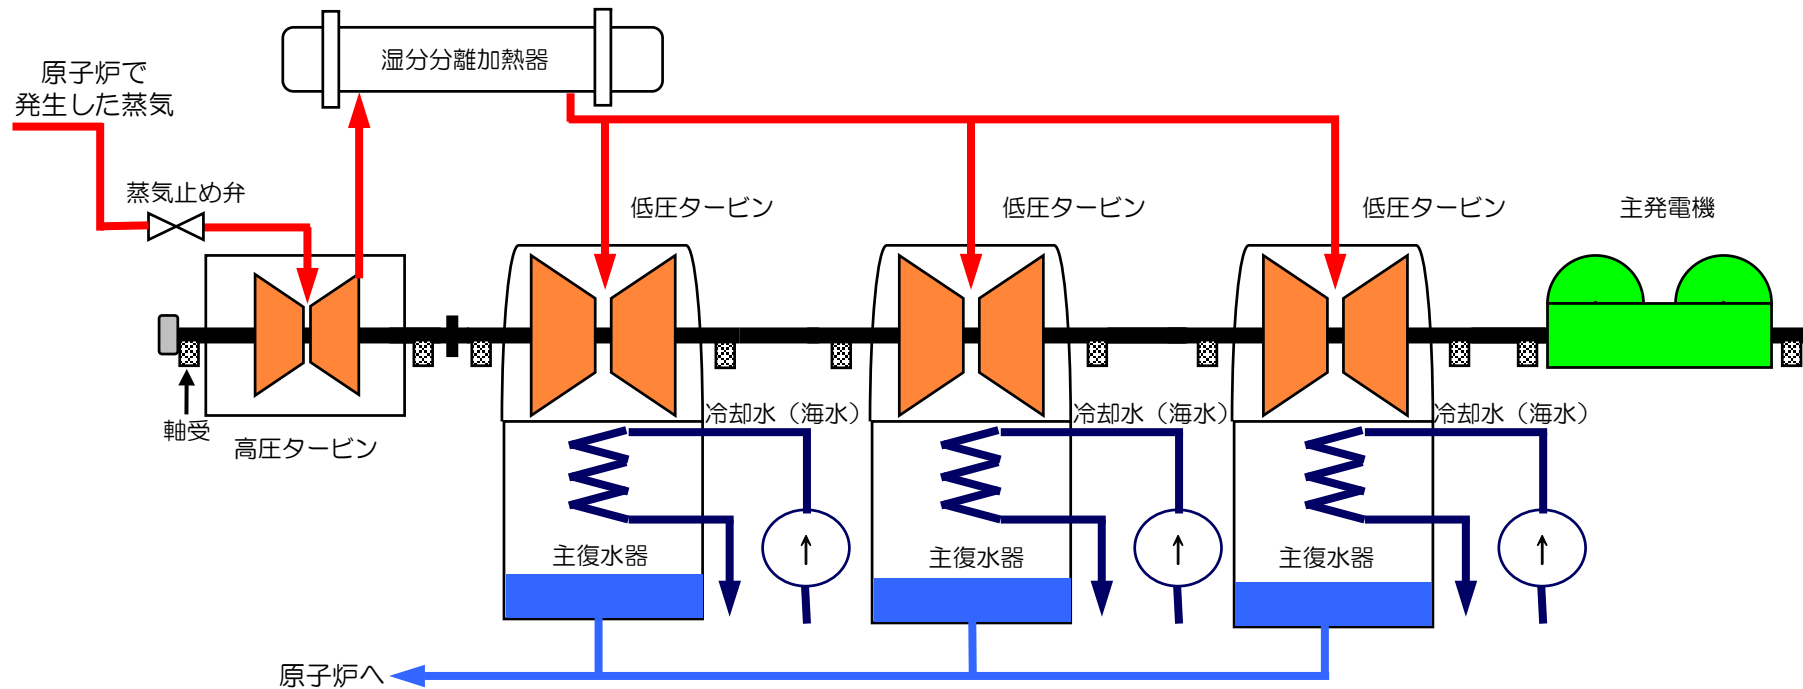 湿分分離加熱器
原子炉で
発生した蒸気
蒸気止め弁
低圧タービン
低圧タービン
低圧タービン
主発電機
軸受
高圧タービン
冷却水（海水）
冷却水（海水）
冷却水（海水）
主復水器
主復水器
主復水器
原子炉へ